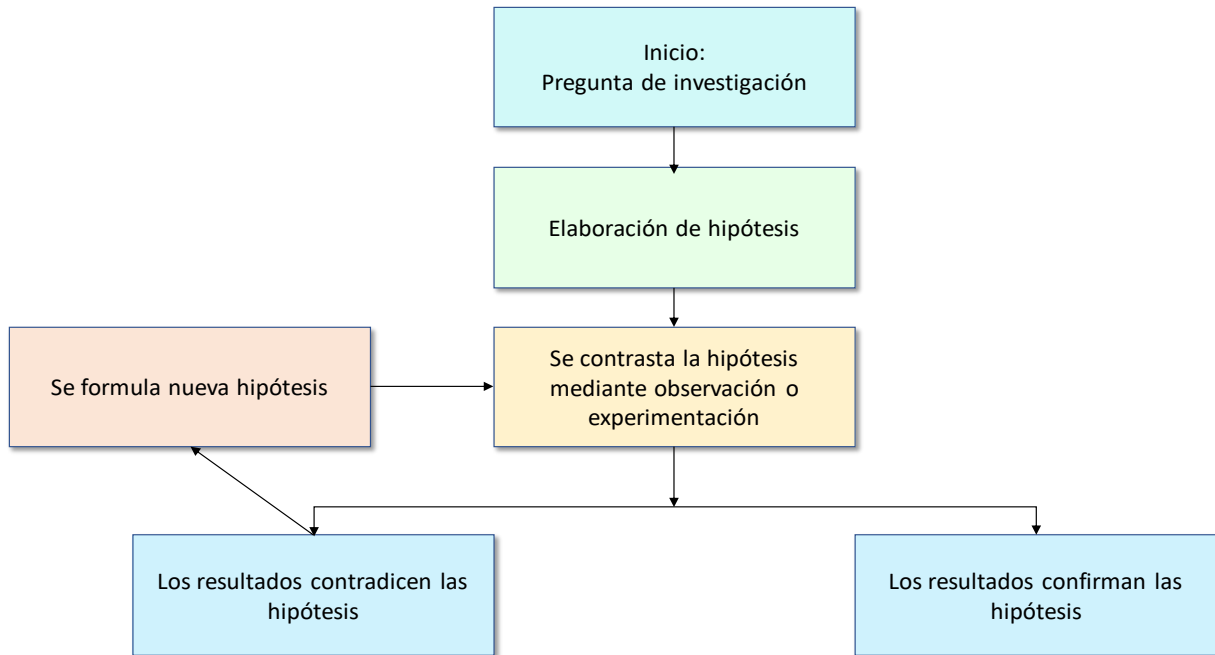 Inicio:
Pregunta de investigación
Elaboración de hipótesis
Se formula nueva hipótesis
Se contrasta la hipótesis
mediante observación o
experimentación
Los resultados contradicen las
hipótesis
Los resultados confirman las
hipótesis